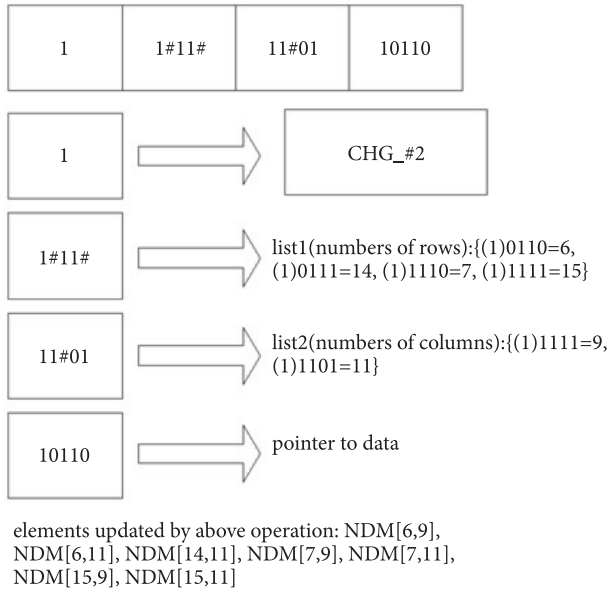 1 1#11# 11#01 10110
1 CHG_#2
1#11# list1(numbers of rows):{(1)0110=6,
(1)0111=14, (1)1110=7, (1)1111=15}
11#01 list2(numbers of columns):{(1)1111=9,
(1)1101=11}
10110 pointer to data
elements updated by above operation: NDM[6,9],
NDM[6,11], NDM[14,11], NDM[7,9], NDM[7,11],
NDM[15,9], NDM[15,11]